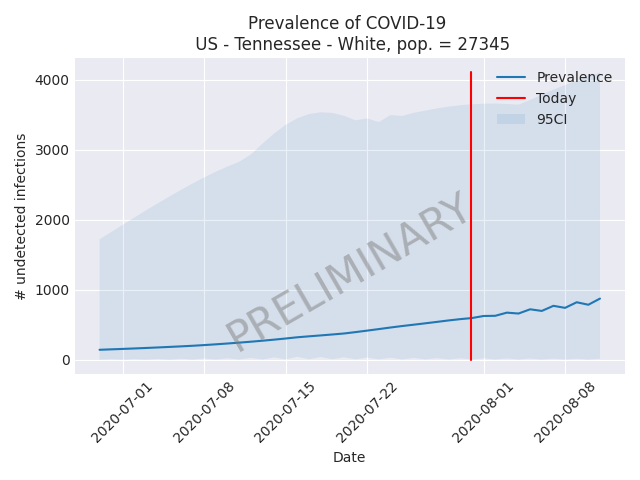 Prevalence of COVID-19
US - Tennessee - White, pop. = 27345
Prevalence
Today
95CI
4000
3000
2000
1000
0
# undetected infections
PRELIMINARY
2020-07-01
2020-07-08
2020-07-15
2020-07-22
2020-08-01
2020-08-08
Date